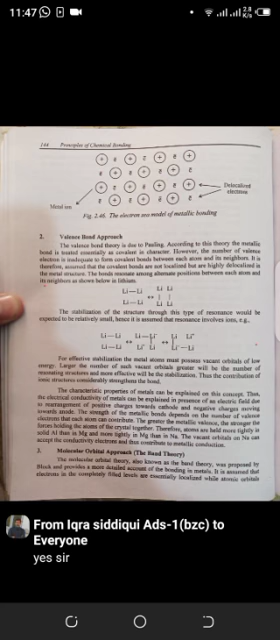 11:47
2.9 K/s
144 Principles of Chemical Bonding
Metal ion
Delocalized
electrons
Fig. 2.46. The electron sea model of metallic bonding
2. Valence Bond Approach
The valence bond theory is due to Pauling. According to this theory the metallic
bond is treated essentially as covalent in character. However, the number of valence
electron is inadequate to form covalent bonds between each atom and its neighbors. It is
therefore, assumed that the covalent bonds are not localized but are highly delocalized in
the metal structure. The bonds resonate among alternate positions between each atom and
its neighbors as shown below in lithium.
Li—Li Li Li
↔ | |
Li—Li Li Li
The stabilization of the structure through this type of resonance would be
expected to be relatively small, hence it is assumed that resonance involves ions, e.g.,
For effective stabilization the metal atoms must possess vacant orbitals of low
energy. Larger the number of such vacant orbitals greater will be the number of
resonating structures and more effective will be the stabilization. Thus the contribution of
ionic structures considerably strengthens the bond.
The characteristic properties of metals can be explained on this concept. Thus,
the electrical conductivity of metals can be explained in presence of an electric field due
to rearrangement of positive charges towards cathode and negative charges moving
towards anode. The strength of the metallic bonds depends on the number of valence
electrons that each atom can contribute. The greater the metallic valence, the stronger the
forces holding the atoms of the crystal together. Therefore, atoms are held more tightly in
solid Al than in Mg and more tightly in Mg than in Na. The vacant orbitals on Na can
accept the conductivity electrons and thus contribute to metallic conduction.
3. Molecular Orbital Approach (The Band Theory)
The molecular orbital theory, also known as the band theory, was proposed by
Block and provides a more detailed account of the bonding in metals. It is assumed that
electrons in the completely filled levels are essentially localized while atomic orbitals
From Iqra siddiqui Ads-1(bzc) to
Everyone
yes sir